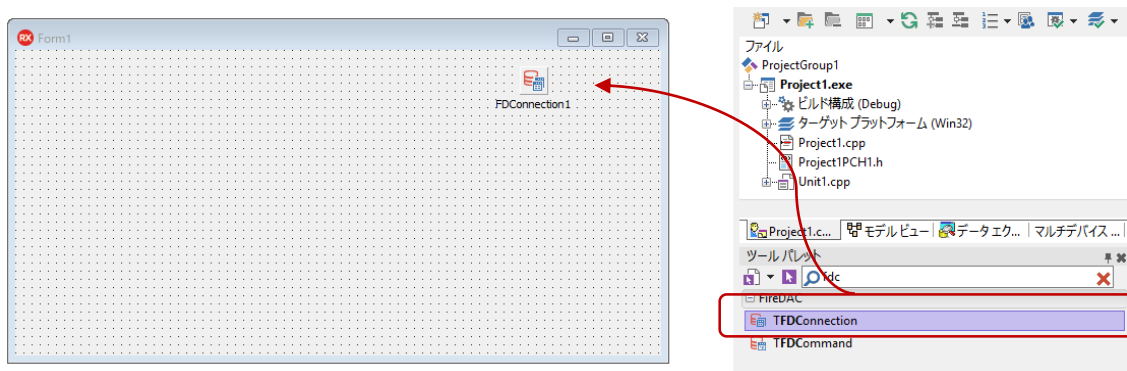 RX Form1
FDConnection1
ファイル
ProjectGroup1
Project1.exe
ビルド構成 (Debug)
ターゲット プラットフォーム (Win32)
Project1.cpp
Project1PCH1.h
Unit1.cpp
Project1.c... モデル ビュー データ エク... マルチデバイス ...
ツール パレット
fdc
FireDAC
TFDConnection
TFDCommand